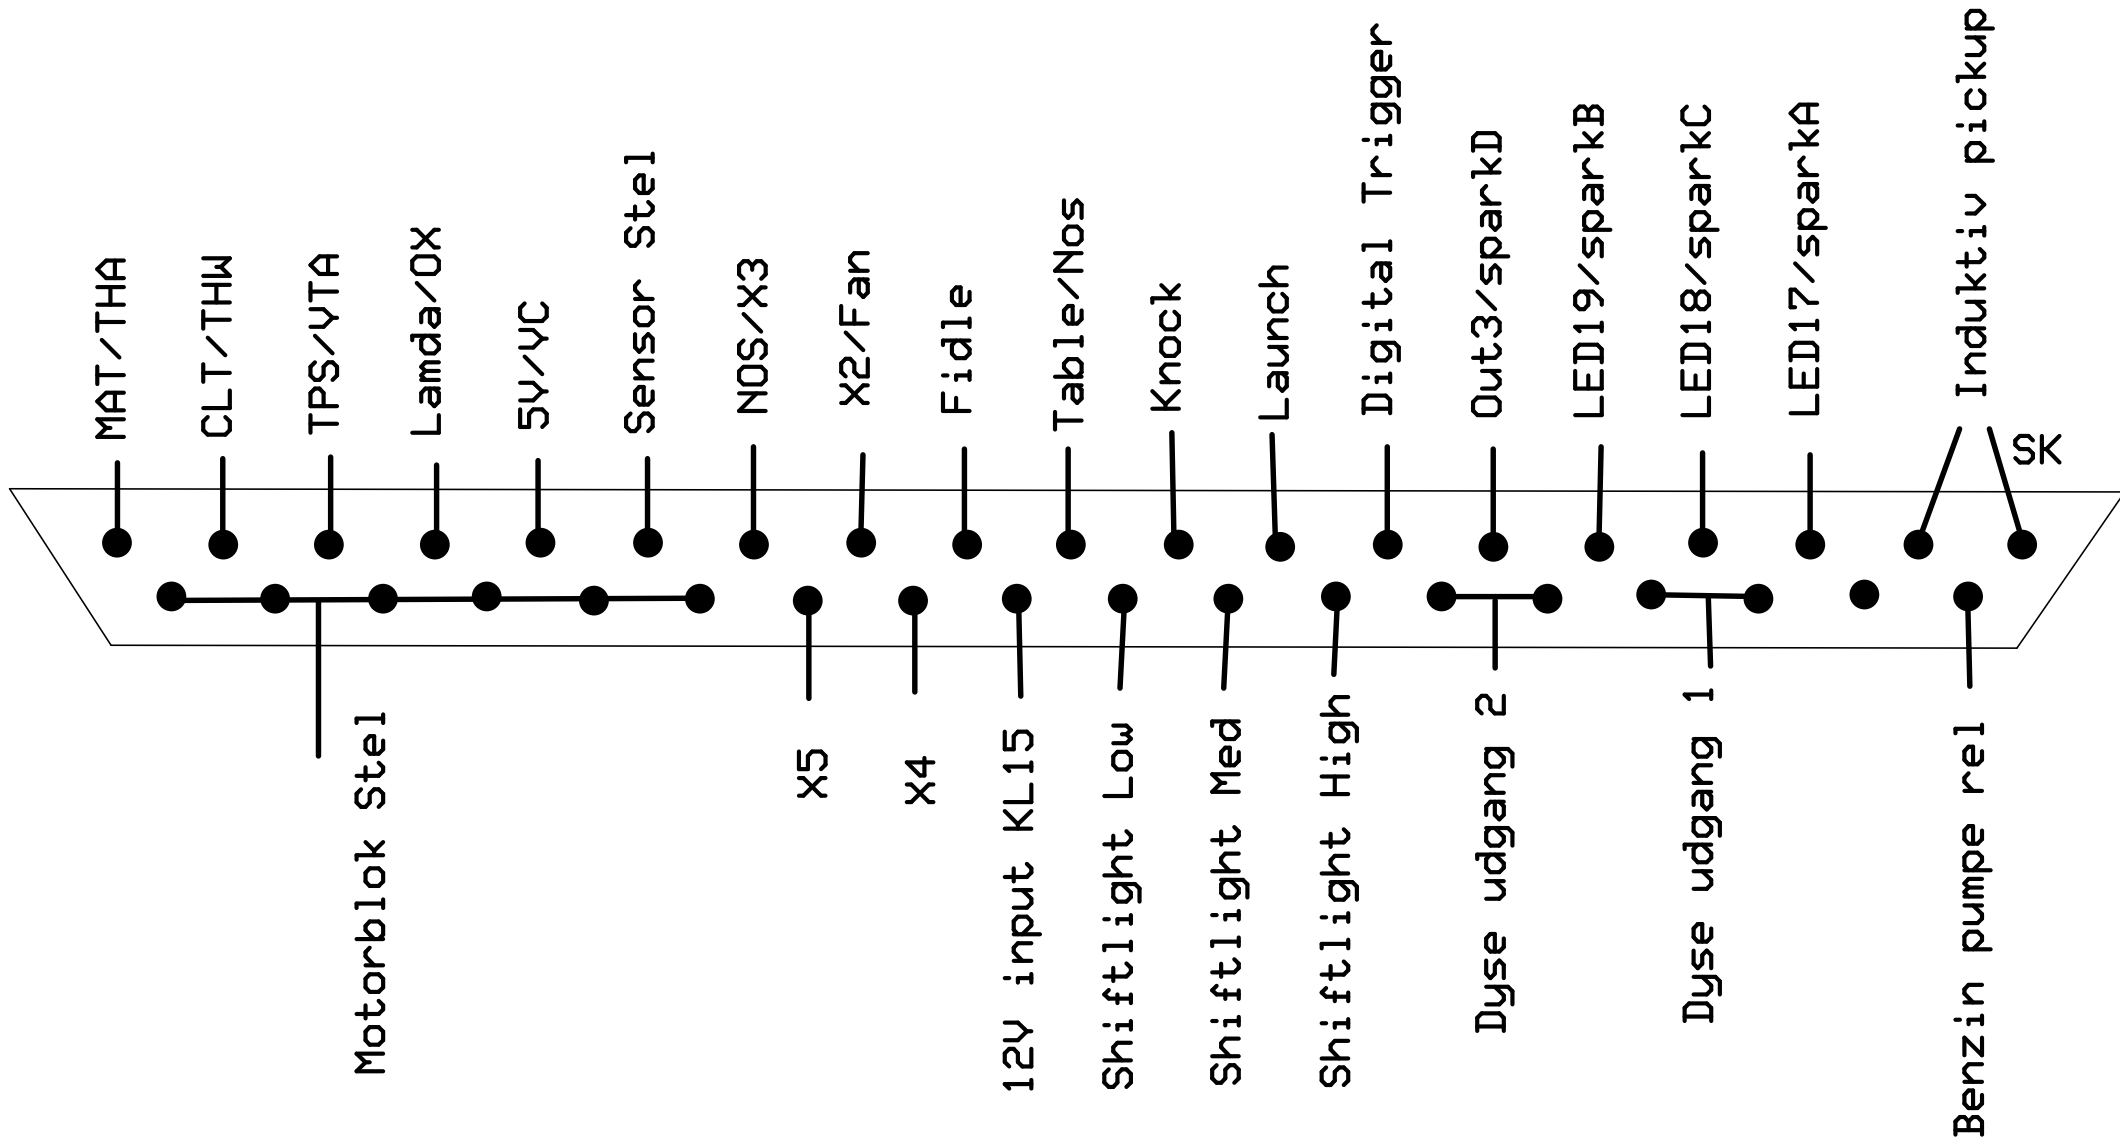 MAT/THA
CLT/THW
TPS/VTA
Lamda/OX
5V/VC
Sensor Stel
NOS/X3
X2/Fan
Fidle
Table/Nos
Knock
Launch
Digital Trigger
Out3/sparkD
LED19/sparkB
LED18/sparkC
LED17/sparkA
Induktiv pickup
SK
Motorblok Stel
X5
X4
12V input KL15
Shiftlight Low
Shiftlight Med
Shiftlight High
Dyse udgang 2
Dyse udgang 1
Benzin pumpe rel